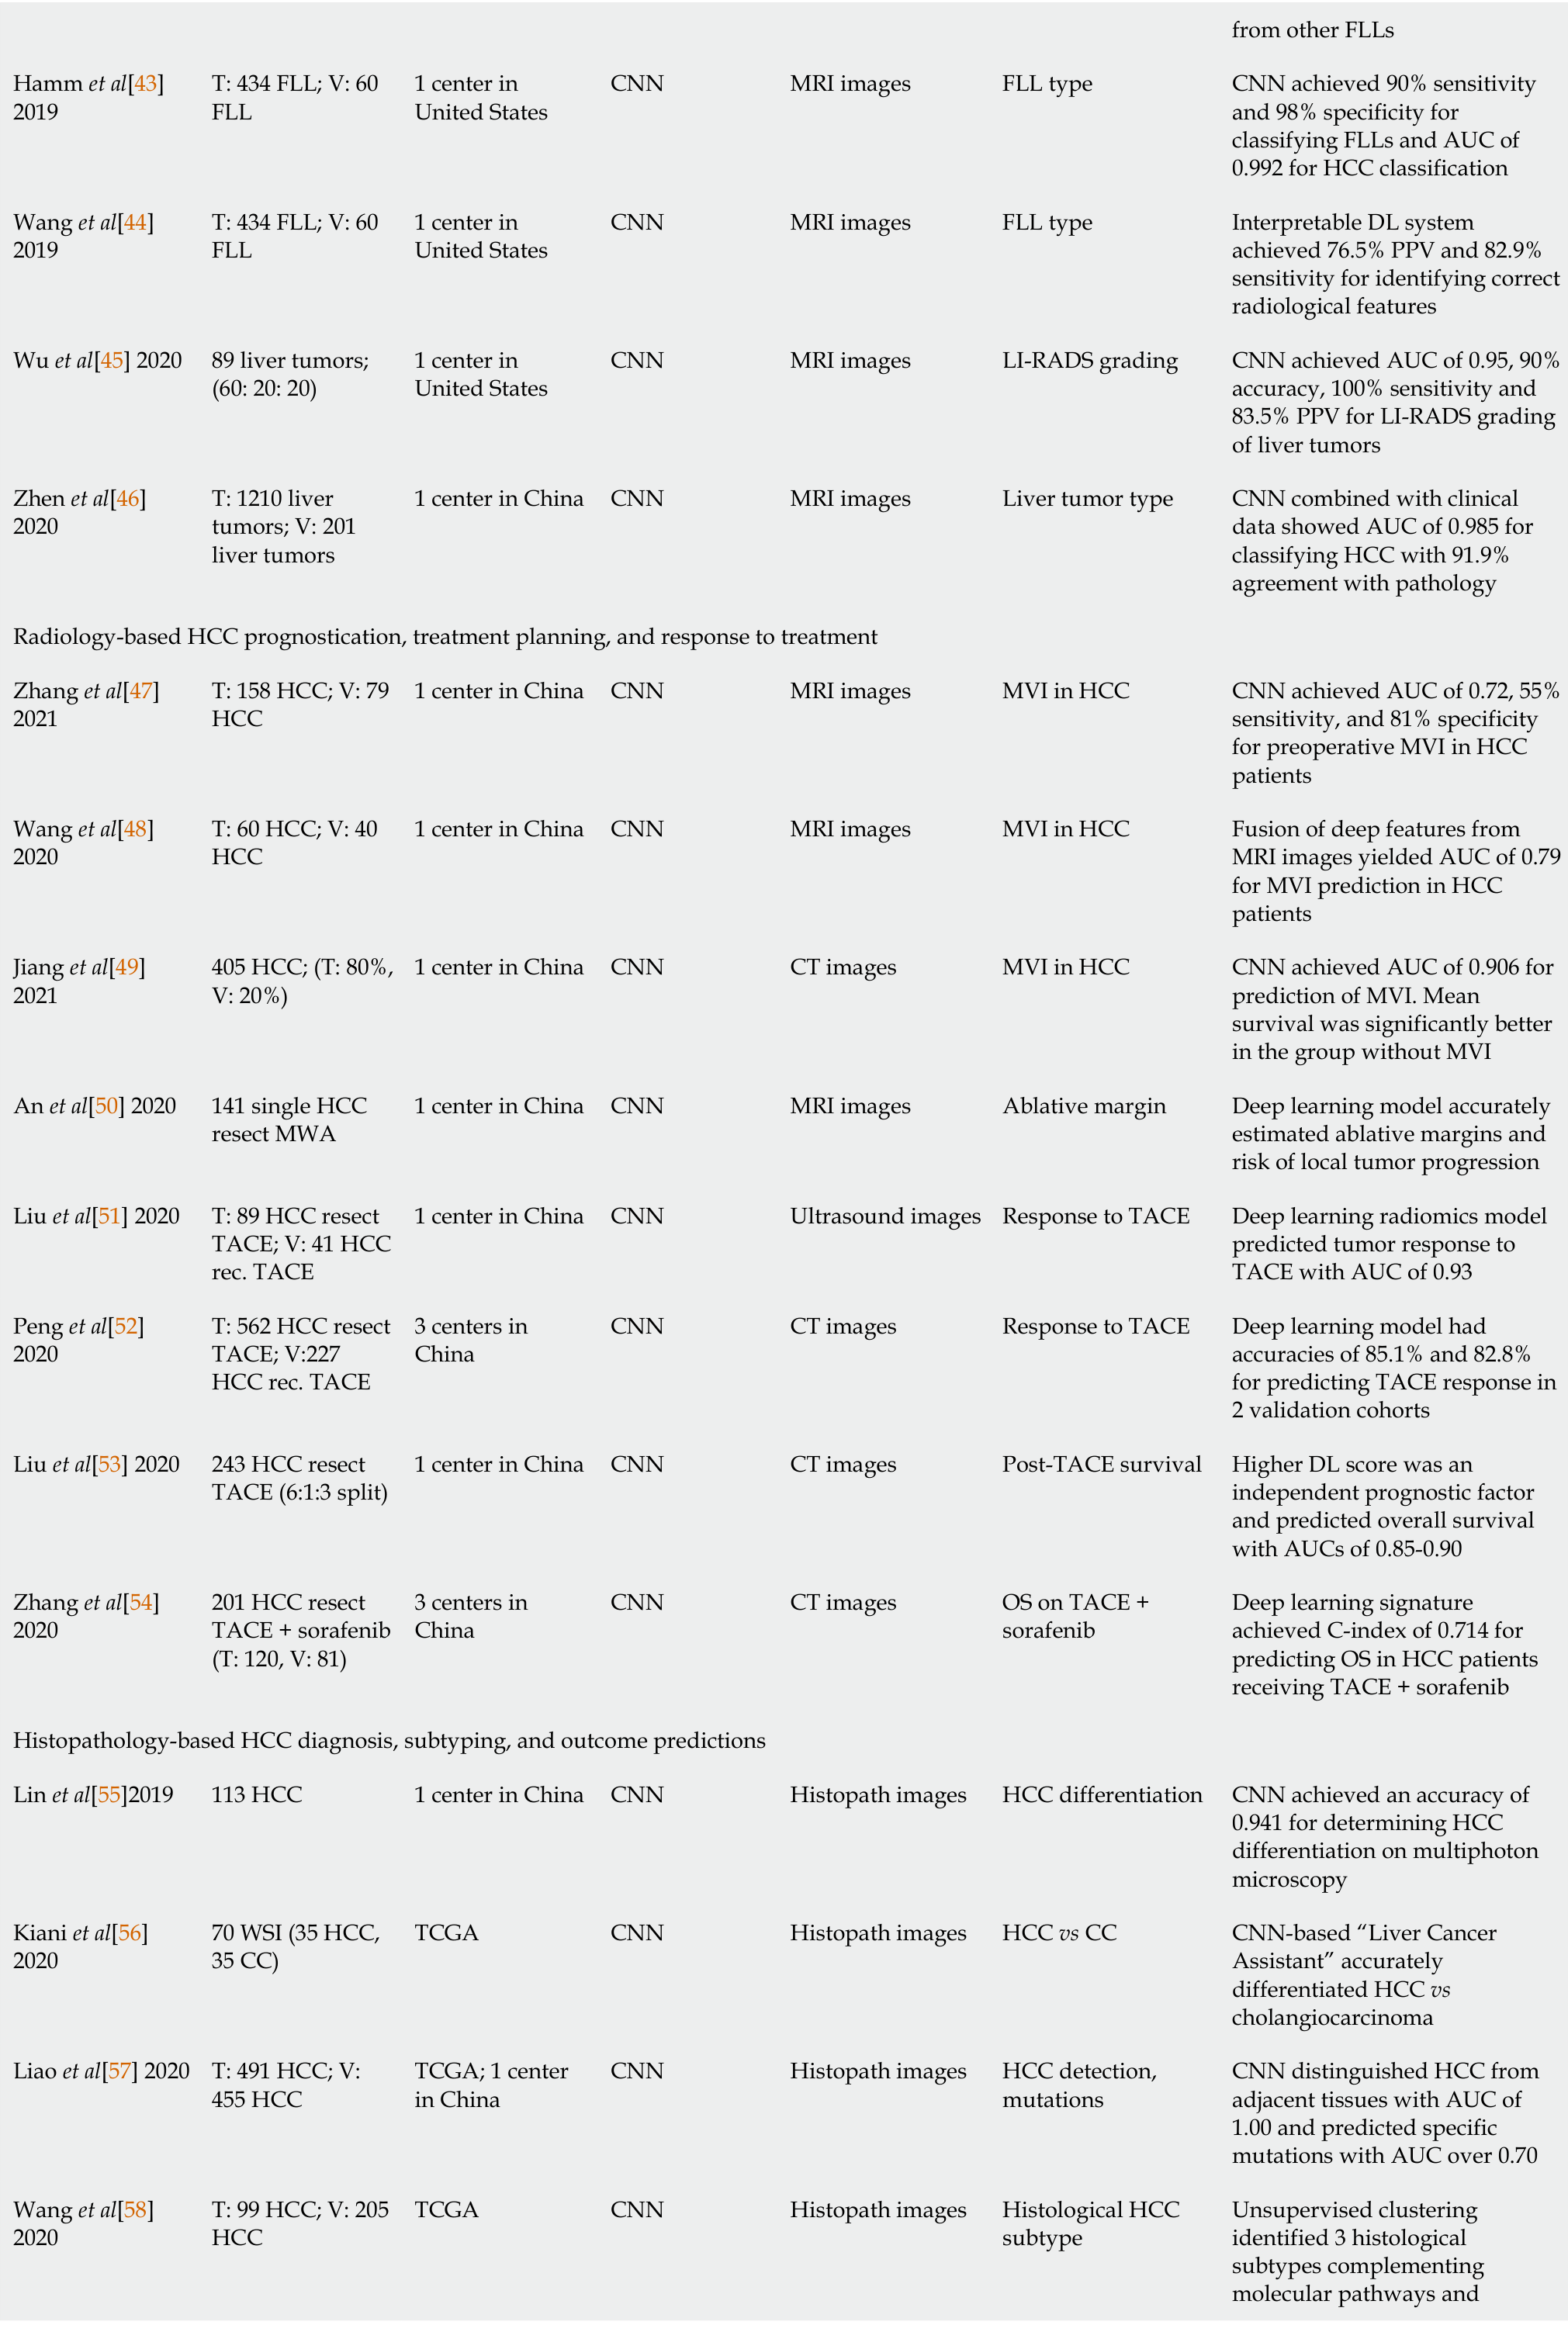 from other FLLs
Hamm et al[43] T: 434 FLL; V: 60 1 center in CNN MRI images FLL type CNN achieved 90% sensitivity
2019 FLL United States and 98% specificity for
classifying FLLs and AUC of
0.992 for HCC classification
Wang et al[44] T: 434 FLL; V: 60 1 center in CNN MRI images FLL type Interpretable DL system
2019 FLL United States achieved 76.5% PPV and 82.9%
sensitivity for identifying correct
radiological features
Wu et al[45] 2020 89 liver tumors; 1 center in CNN MRI images LI-RADS grading CNN achieved AUC of 0.95, 90%
(60: 20: 20) United States accuracy, 100% sensitivity and
83.5% PPV for LI-RADS grading
of liver tumors
Zhen et al[46] T: 1210 liver 1 center in China CNN MRI images Liver tumor type CNN combined with clinical
2020 tumors; V: 201 data showed AUC of 0.985 for
liver tumors classifying HCC with 91.9%
agreement with pathology
Radiology-based HCC prognostication, treatment planning, and response to treatment
Zhang et al[47] T: 158 HCC; V: 79 1 center in China CNN MRI images MVI in HCC CNN achieved AUC of 0.72, 55%
2021 HCC sensitivity, and 81% specificity
for preoperative MVI in HCC
patients
Wang et al[48] T: 60 HCC; V: 40 1 center in China CNN MRI images MVI in HCC Fusion of deep features from
2020 HCC MRI images yielded AUC of 0.79
for MVI prediction in HCC
patients
Jiang et al[49] 405 HCC; (T: 80%, 1 center in China CNN CT images MVI in HCC CNN achieved AUC of 0.906 for
2021 V: 20%) prediction of MVI. Mean
survival was significantly better
in the group without MVI
An et al[50] 2020 141 single HCC 1 center in China CNN MRI images Ablative margin Deep learning model accurately
resect MWA estimated ablative margins and
risk of local tumor progression
Liu et al[51] 2020 T: 89 HCC resect 1 center in China CNN Ultrasound images Response to TACE Deep learning radiomics model
TACE; V: 41 HCC predicted tumor response to
rec. TACE TACE with AUC of 0.93
Peng et al[52] T: 562 HCC resect 3 centers in CNN CT images Response to TACE Deep learning model had
2020 TACE; V:227 China accuracies of 85.1% and 82.8%
HCC rec. TACE for predicting TACE response in
2 validation cohorts
Liu et al[53] 2020 243 HCC resect 1 center in China CNN CT images Post-TACE survival Higher DL score was an
TACE (6:1:3 split) independent prognostic factor
and predicted overall survival
with AUCs of 0.85-0.90
Zhang et al[54] 201 HCC resect 3 centers in CNN CT images OS on TACE + Deep learning signature
2020 TACE + sorafenib China sorafenib achieved C-index of 0.714 for
(T: 120, V: 81) predicting OS in HCC patients
receiving TACE + sorafenib
Histopathology-based HCC diagnosis, subtyping, and outcome predictions
Lin et al[55]2019 113 HCC 1 center in China CNN Histopath images HCC differentiation CNN achieved an accuracy of
0.941 for determining HCC
differentiation on multiphoton
microscopy
Kiani et al[56] 70 WSI (35 HCC, TCGA CNN Histopath images HCC vs CC CNN-based “Liver Cancer
2020 35 CC) Assistant” accurately
differentiated HCC vs
cholangiocarcinoma
Liao et al[57] 2020 T: 491 HCC; V: TCGA; 1 center CNN Histopath images HCC detection, CNN distinguished HCC from
455 HCC in China mutations adjacent tissues with AUC of
1.00 and predicted specific
mutations with AUC over 0.70
Wang et al[58] T: 99 HCC; V: 205 TCGA CNN Histopath images Histological HCC Unsupervised clustering
2020 HCC subtype identified 3 histological
subtypes complementing
molecular pathways and